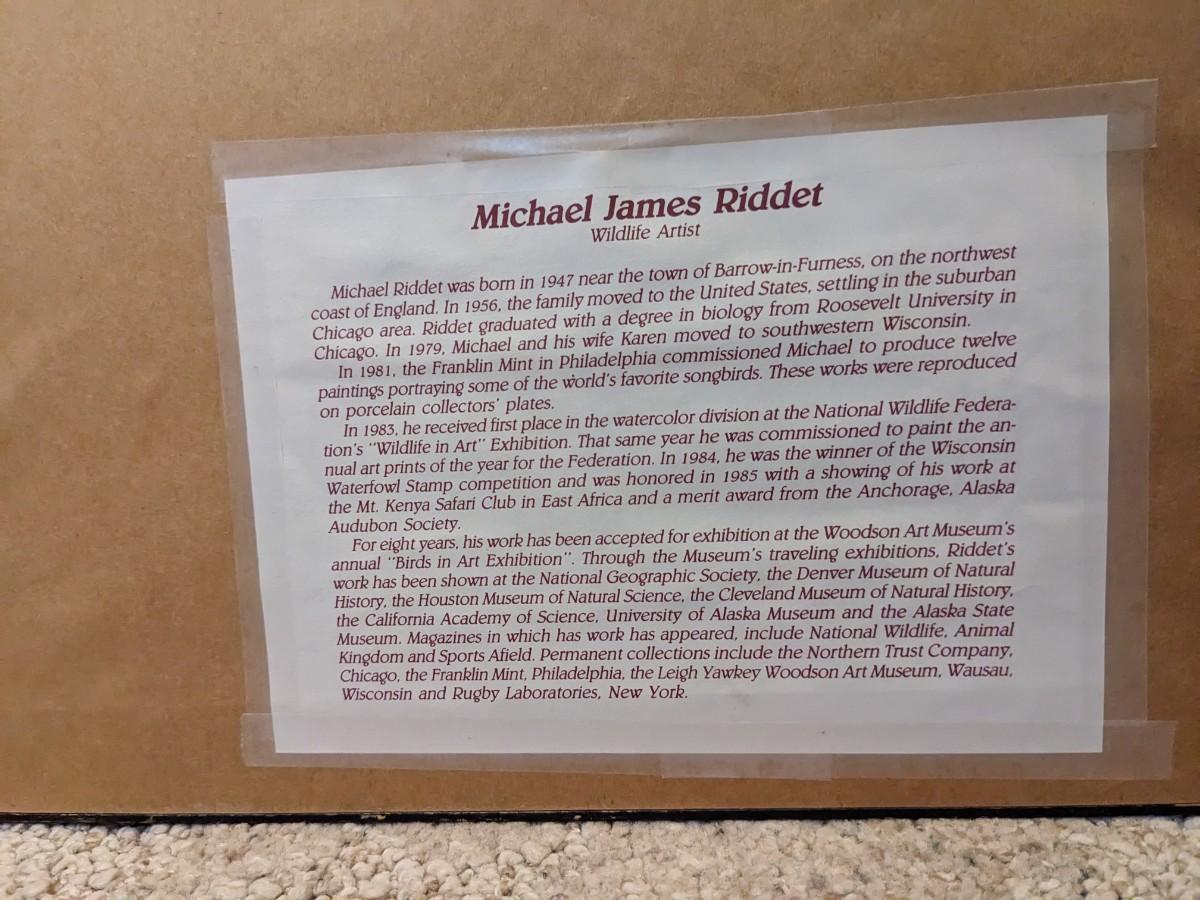 Michael James Riddet
Wildlife Artist
Michael Riddet was born in 1947 near the town of Barrow-in-Furness, on the northwest
coast of England. In 1956, the family moved to the United States, settling in the suburban
Chicago area. Riddet graduated with a degree in biology from Roosevelt University in
Chicago. In 1979, Michael and his wife Karen moved to southwestern Wisconsin.
In 1981, the Franklin Mint in Philadelphia commissioned Michael to produce twelve
paintings portraying some of the world's favorite songbirds. These works were reproduced
on porcelain collectors' plates.
In 1983, he received first place in the watercolor division at the National Wildlife Federa-
tion's "Wildlife in Art" Exhibition. That same year he was commissioned to paint the an-
nual art prints of the year for the Federation. In 1984, he was the winner of the Wisconsin
Waterfowl Stamp competition and was honored in 1985 with a showing of his work at
the Mt. Kenya Safari Club in East Africa and a merit award from the Anchorage, Alaska
Audubon Society.
For eight years, his work has been accepted for exhibition at the Woodson Art Museum's
annual "Birds in Art Exhibition". Through the Museum's traveling exhibitions, Riddet's
work has been shown at the National Geographic Society, the Denver Museum of Natural
History, the Houston Museum of Natural Science, the Cleveland Museum of Natural History,
the California Academy of Science, University of Alaska Museum and the Alaska State
Museum. Magazines in which has work has appeared, include National Wildlife, Animal
Kingdom and Sports Afield. Permanent collections include the Northern Trust Company,
Chicago, the Franklin Mint, Philadelphia, the Leigh Yawkey Woodson Art Museum, Wausau,
Wisconsin and Rugby Laboratories, New York.